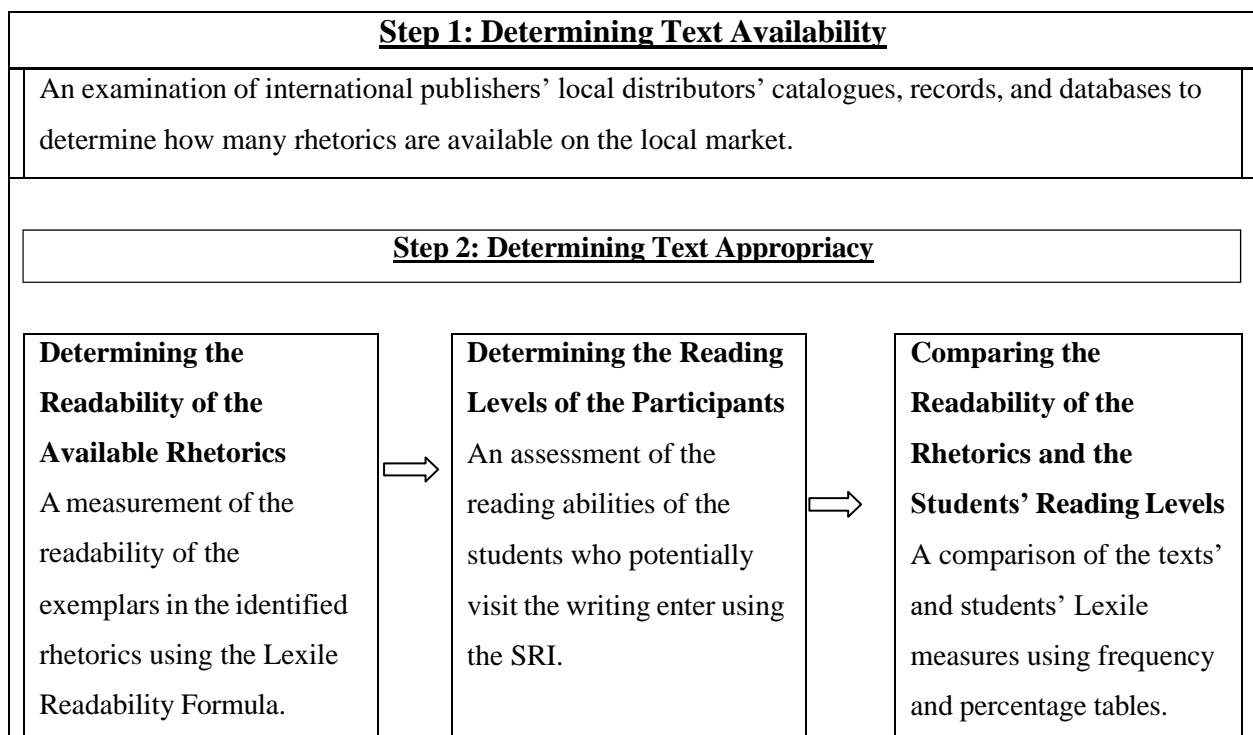 Step 1: Determining Text Availability
An examination of international publishers’ local distributors’ catalogues, records, and databases to
determine how many rhetorics are available on the local market.
Step 2: Determining Text Appropriacy
Determining the
Readability of the
Available Rhetorics
A measurement of the
readability of the
exemplars in the identified
rhetorics using the Lexile
Readability Formula.
Determining the Reading
Levels of the Participants
An assessment of the
reading abilities of the
students who potentially
visit the writing enter using
the SRI.
Comparing the
Readability of the
Rhetorics and the
Students’ Reading Levels
A comparison of the texts’
and students’ Lexile
measures using frequency
and percentage tables.